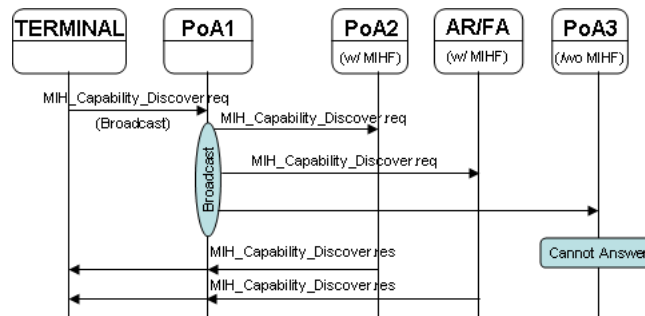 TERMINAL PoA1 PoA2 AR/FA PoA3
(w/ MIHF) (w/ MIHF) (/wo MIHF)
MIH_Capability_Discover.req
(Broadcast)
MIH_Capability_Discover.req
Broadcast
MIH_Capability_Discover.req
Cannot Answer
MIH_Capability_Discover.res
MIH_Capability_Discover.res